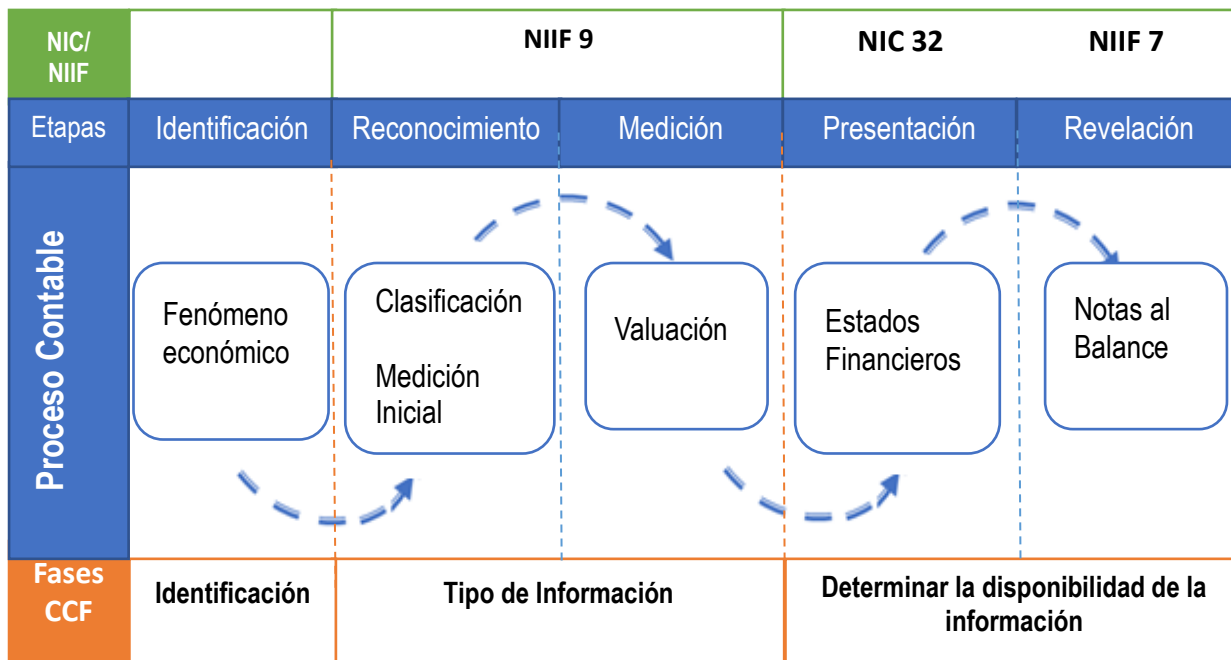 NIC/
NIIF
NIIF 9
NIC 32
NIIF 7
Etapas
Identificación
Reconocimiento
Medición
Presentación
Revelación
Proceso Contable
Fenómeno
económico
Clasificación
Medición
Inicial
Valuación
Estados
Financieros
Notas al
Balance
Fases
CCF
Identificación
Tipo de Información
Determinar la disponibilidad de la
información